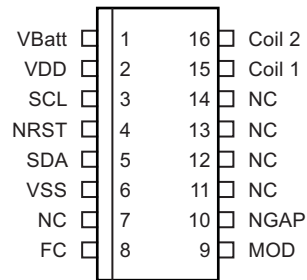 VBatt 1 16 Coil 2
VDD 2 15 Coil 1
SCL 3 14 NC
NRST 4 13 NC
SDA 5 12 NC
VSS 6 11 NC
NC 7 10 NGAP
FC 8 9 MOD